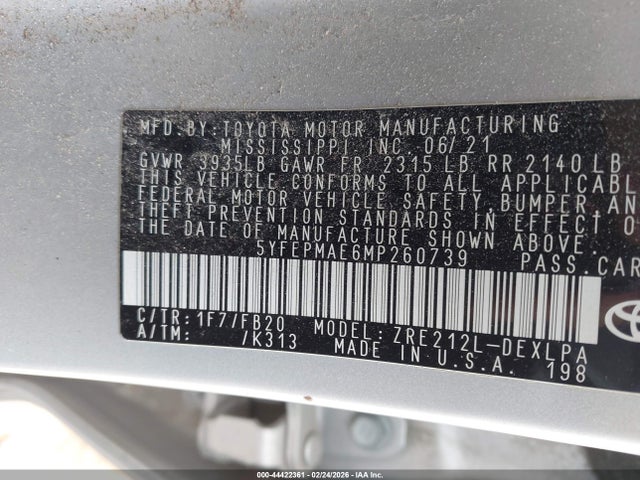 MFD. BY: TOYOTA MOTOR MANUFACTURING
MISSISSIPPI INC 06/21
GVWR 3935LB GAWR FR 2315 LB RR 2140 LB
THIS VEHICLE CONFORMS TO ALL APPLICABL
FEDERAL MOTOR VEHICLE SAFETY, BUMPER, AN
THEFT PREVENTION STANDARDS IN EFFECT O
THE DATE OF MANUFACTURE SHOWN ABOVE.
5YFEPMAE6MP260739 PASS. CAR
C/TR: 1F7/FB20 MODEL: ZRE212L-DEXLPA
A/TM: /K313 MADE IN U.S.A. 198
000-44422361 - 02/24/2026 - IAA Inc.